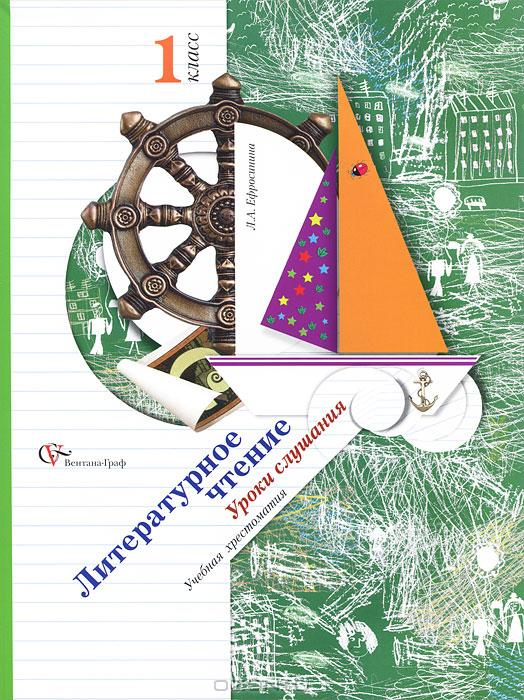 1
класс
Л.А. Ефросинина
Литературное
чтение
Уроки слушания
Учебная хрестоматия
Вентана-Граф